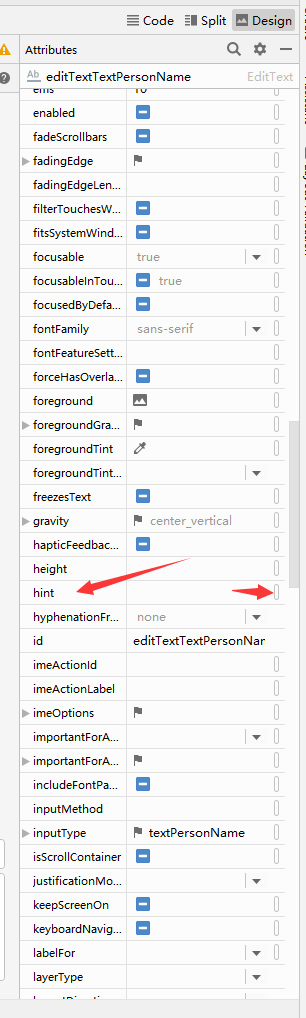 Code Split Design
Attributes
Ab editTextTextPersonName EditText
ems 10
enabled
fadeScrollbars
fadingEdge
fadingEdgeLen...
filterTouchesW...
fitsSystemWind...
focusable true
focusableInTou... true
focusedByDefa...
fontFamily sans-serif
fontFeatureSett...
forceHasOverla...
foreground
foregroundGra...
foregroundTint
foregroundTint...
freezesText
gravity center_vertical
hapticFeedbac...
height
hint
hyphenationFr... none
id editTextTextPersonNar
imeActionId
imeActionLabel
imeOptions
importantForA...
importantForA...
includeFontPa...
inputMethod
inputType textPersonName
isScrollContainer
justificationMo...
keepScreenOn
keyboardNavig...
labelFor
layerType